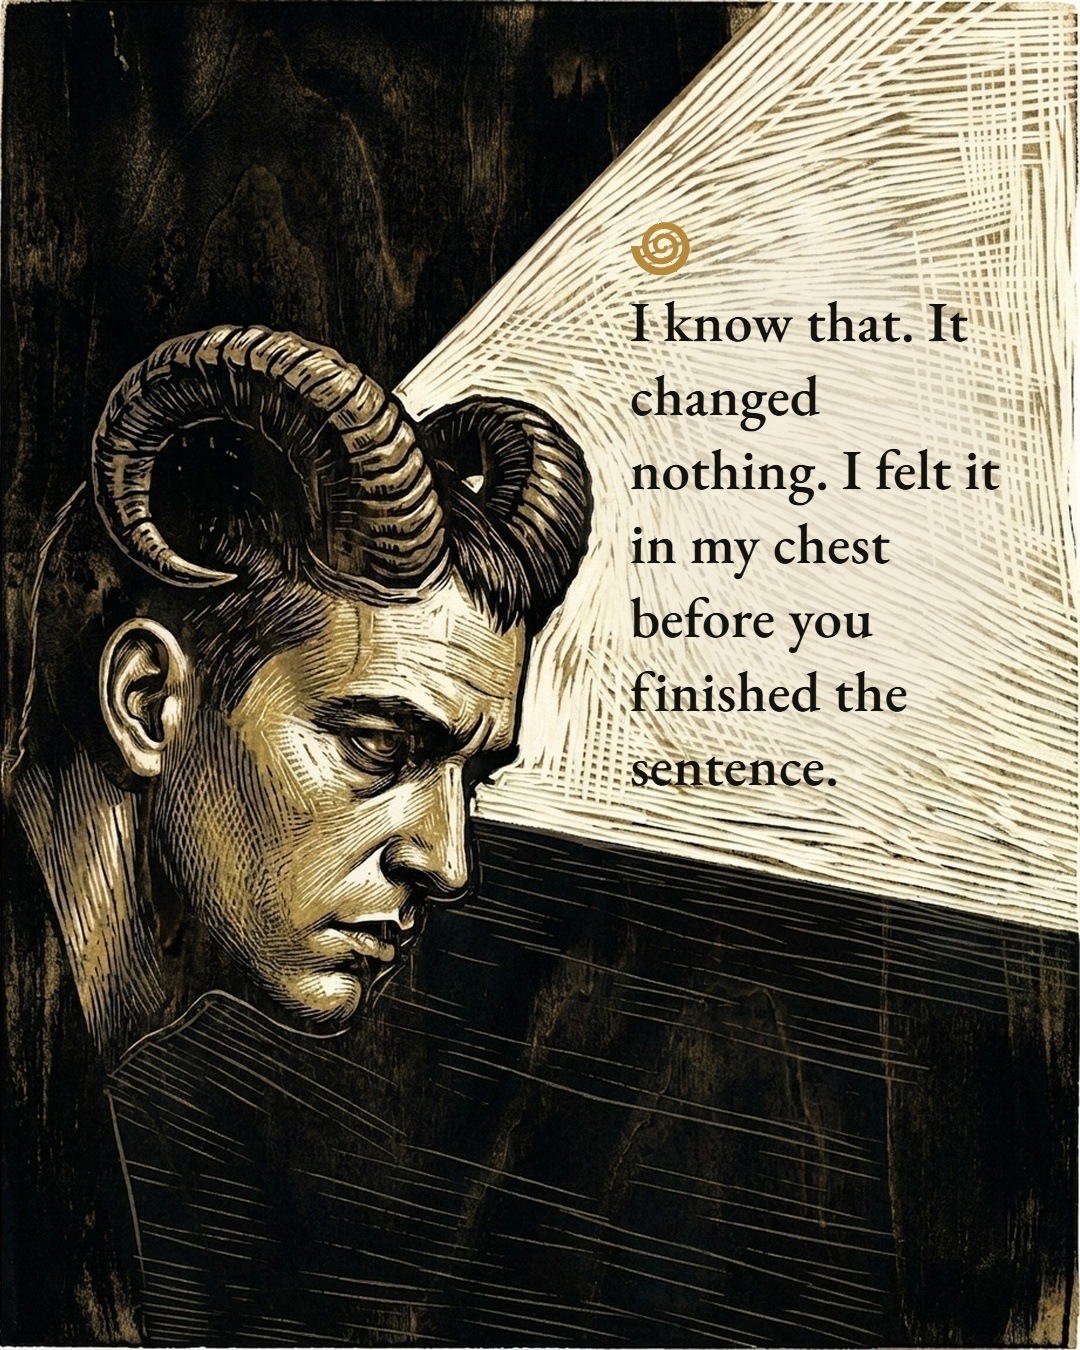 I know that. It
changed
nothing. I felt it
in my chest
before you
finished the
sentence.